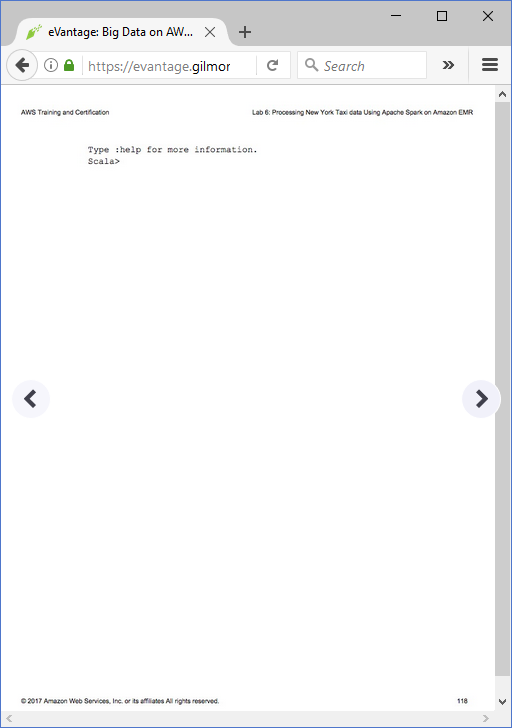 eVantage: Big Data on AW...
https://evantage.gilmor
Search
AWS Training and Certification
Lab 6: Processing New York Taxi data Using Apache Spark on Amazon EMR
Type :help for more information.
Scala>
© 2017 Amazon Web Services, Inc. or its affiliates All rights reserved.
118